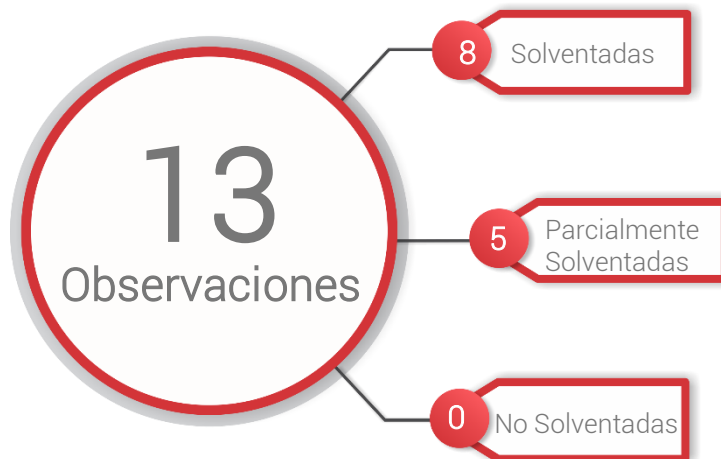 13
Observaciones
8
Solventadas
5
Parcialmente
Solventadas
0
No Solventadas